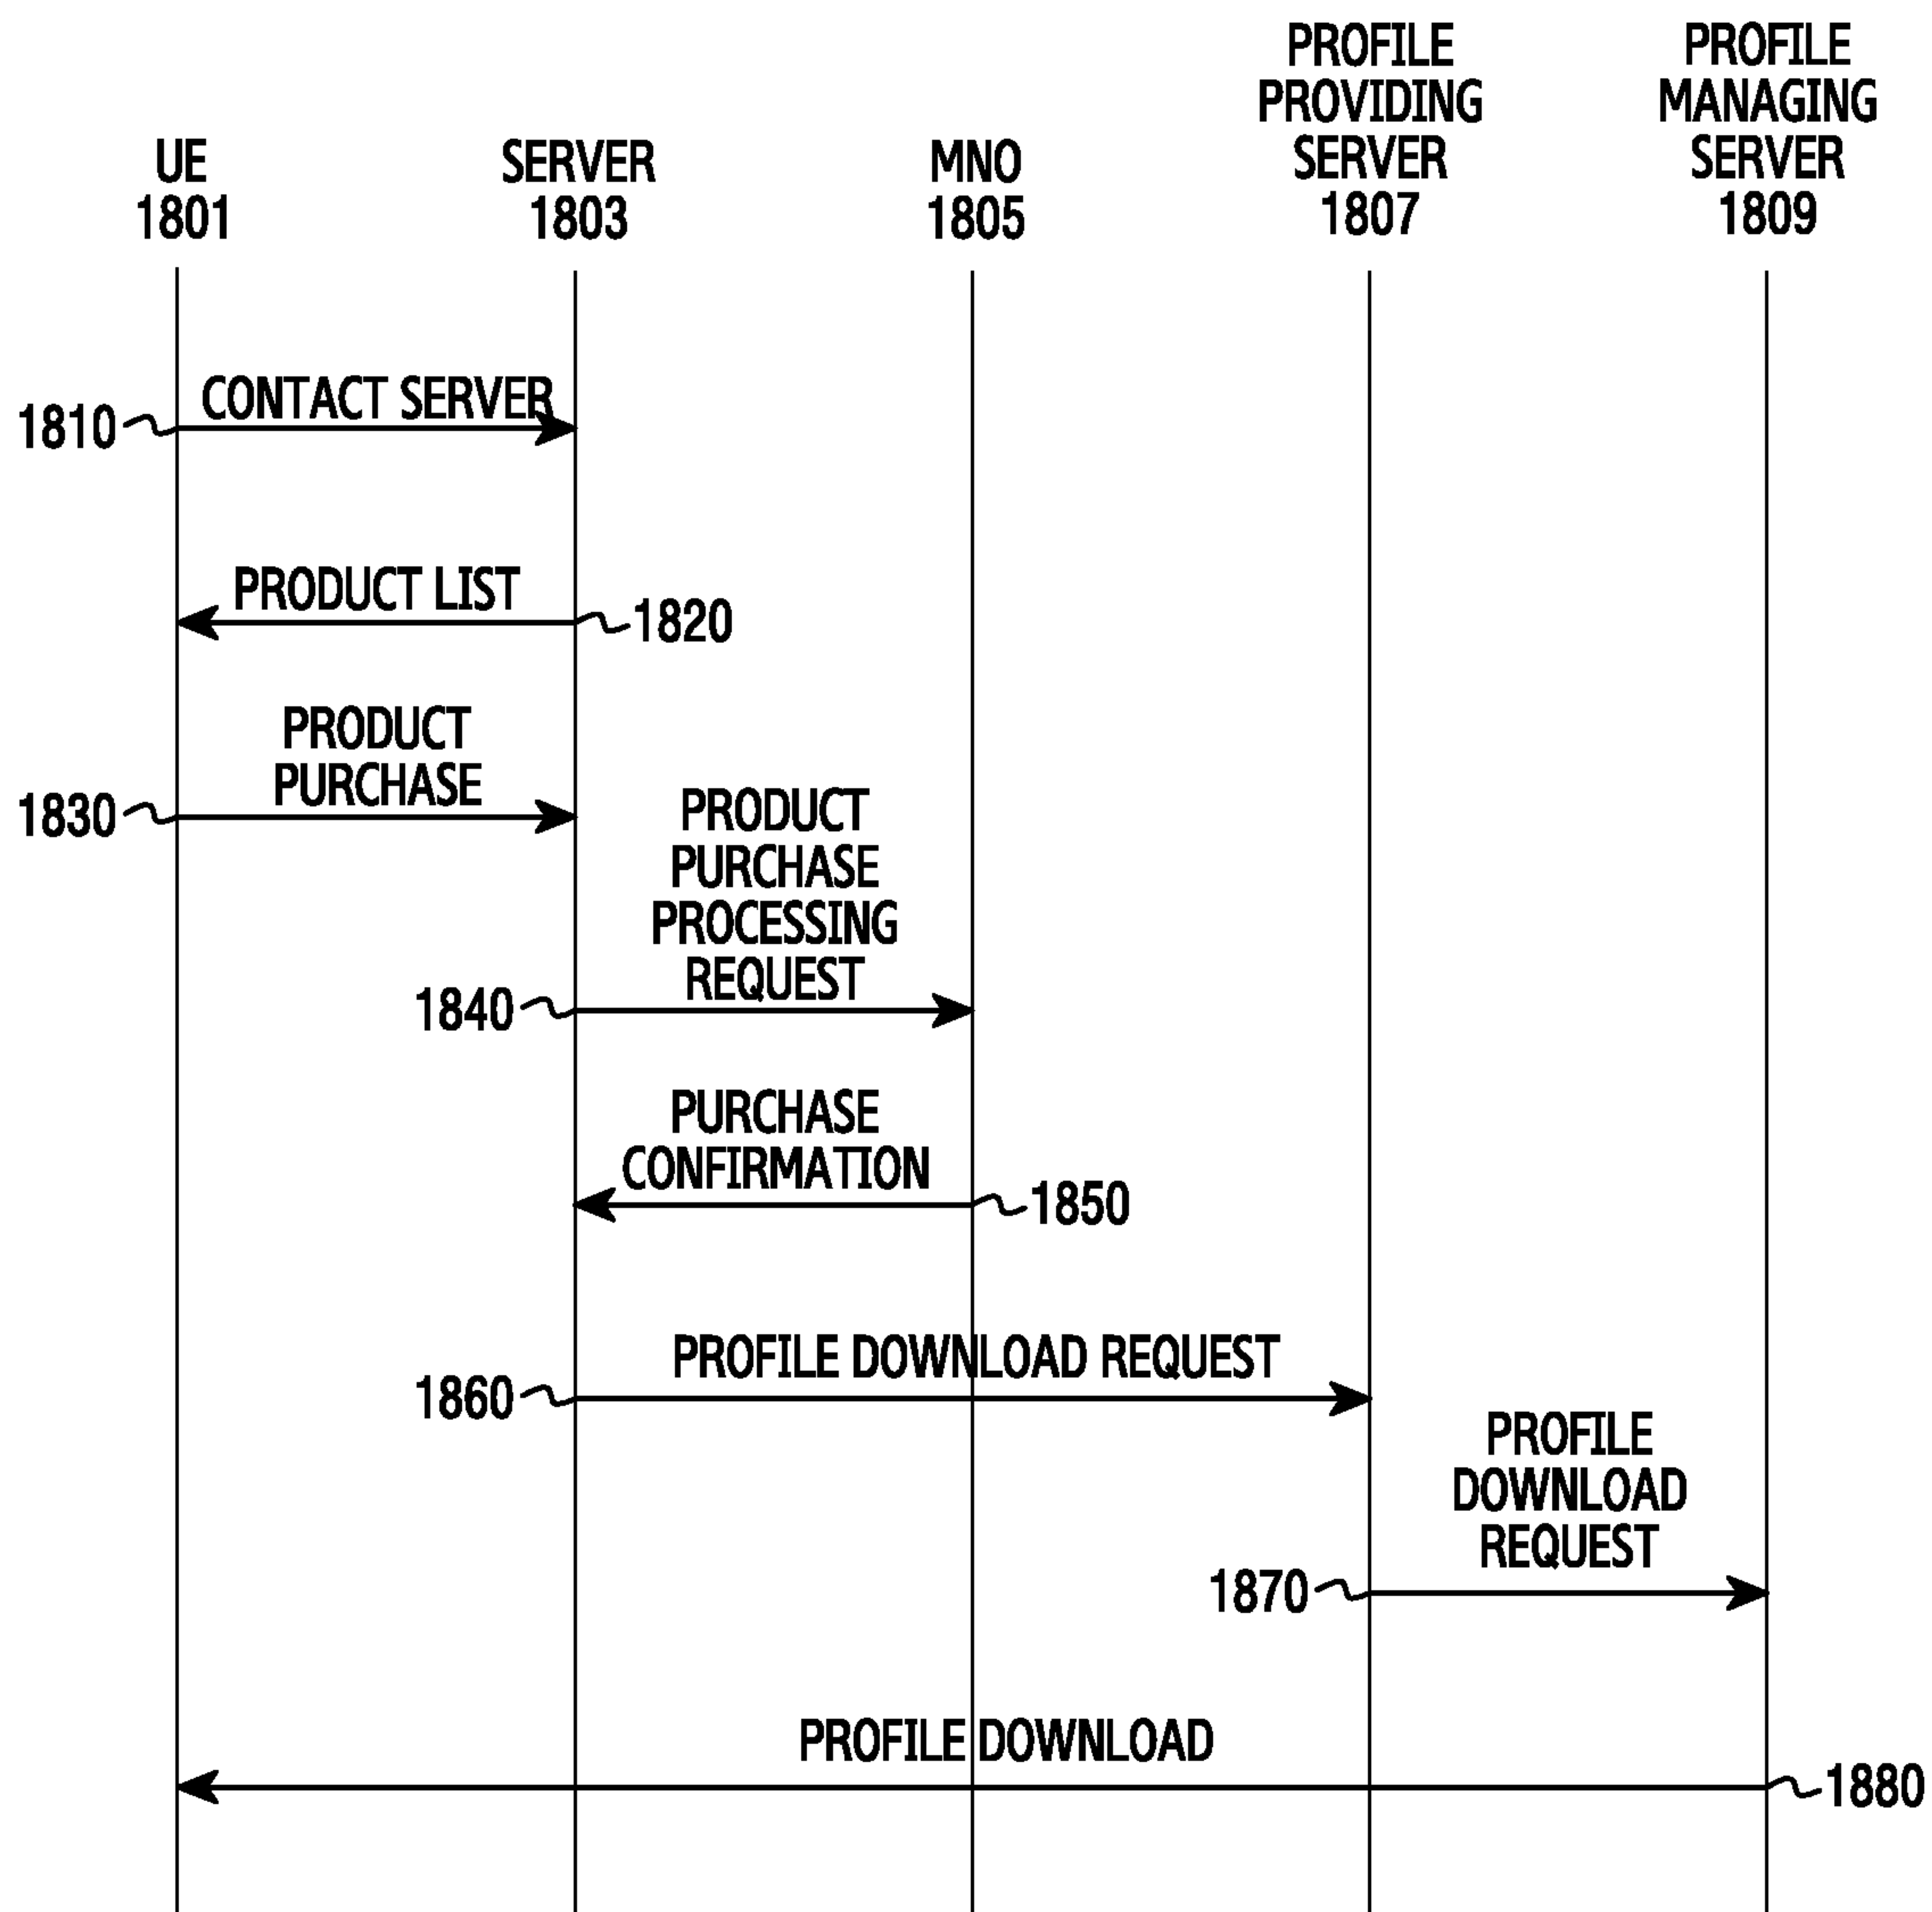 UE
1801
SERVER
1803
MNO
1805
PROFILE
PROVIDING
SERVER
1807
PROFILE
MANAGING
SERVER
1809
CONTACT SERVER
1810
PRODUCT LIST
1820
PRODUCT
PURCHASE
1830
PRODUCT
PURCHASE
PROCESSING
REQUEST
1840
PURCHASE
CONFIRMATION
1850
PROFILE DOWNLOAD REQUEST
1860
PROFILE
DOWNLOAD
REQUEST
1870
PROFILE DOWNLOAD
1880